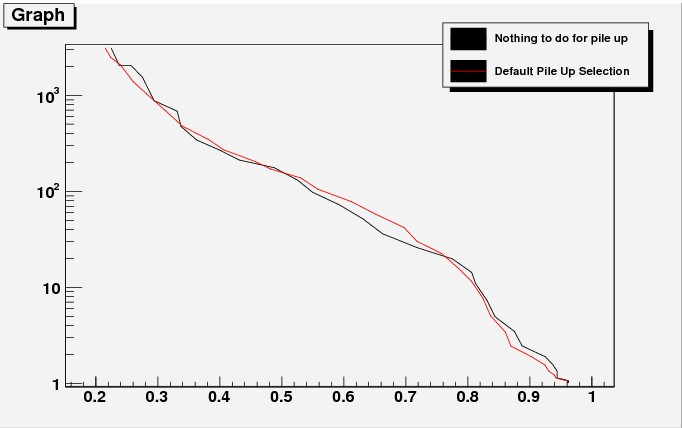 Graph
Nothing to do for pile up
Default Pile Up Selection
10³
10²
10
1
0.2 0.3 0.4 0.5 0.6 0.7 0.8 0.9 1